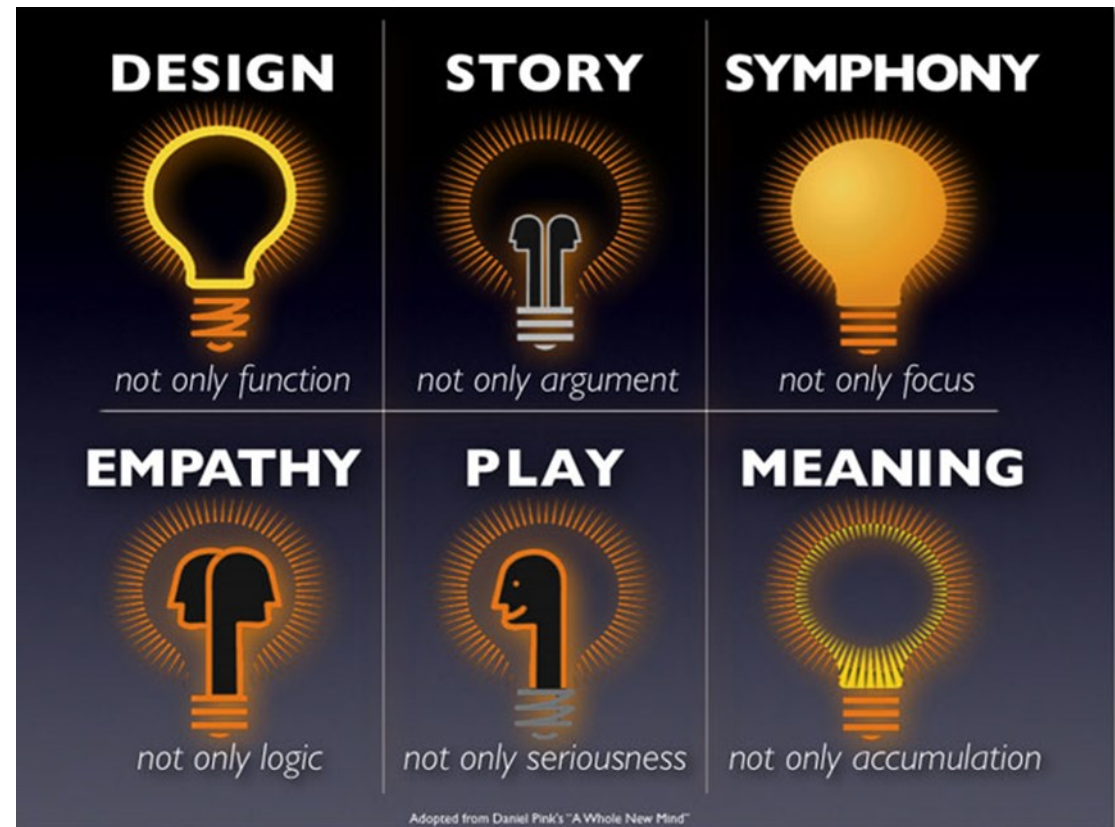 DESIGN
STORY
SYMPHONY
not only function
not only argument
not only focus
EMPATHY
PLAY
MEANING
not only logic
not only seriousness
not only accumulation
Adopted from Daniel Pink's "A Whole New Mind"